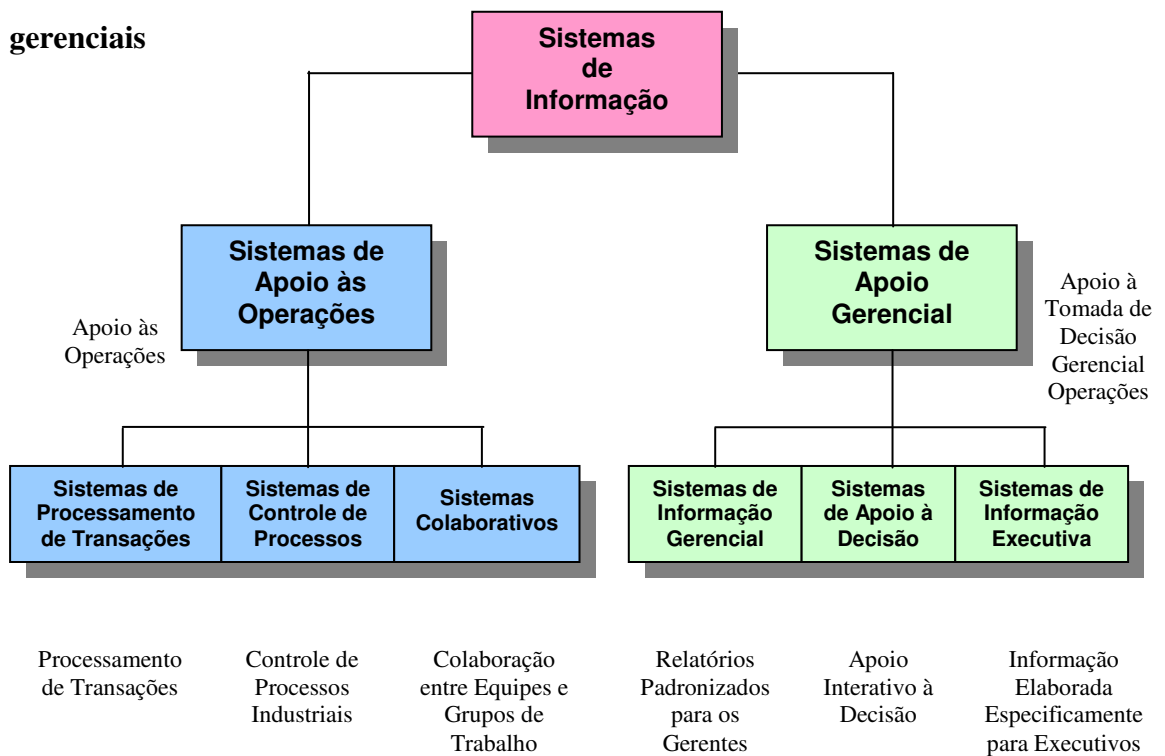 gerenciais
Sistemas
de
Informação
Sistemas de
Apoio às
Operações
Sistemas de
Apoio
Gerencial
Apoio às
Operações
Apoio à
Tomada de
Decisão
Gerencial
Operações
Sistemas de
Processamento
de Transações
Sistemas de
Controle de
Processos
Sistemas
Colaborativos
Sistemas de
Informação
Gerencial
Sistemas
de Apoio à
Decisão
Sistemas de
Informação
Executiva
Processamento
de Transações
Controle de
Processos
Industriais
Colaboração
entre Equipes e
Grupos de
Trabalho
Relatórios
Padronizados
para os
Gerentes
Apoio
Interativo à
Decisão
Informação
Elaborada
Especificamente
para Executivos